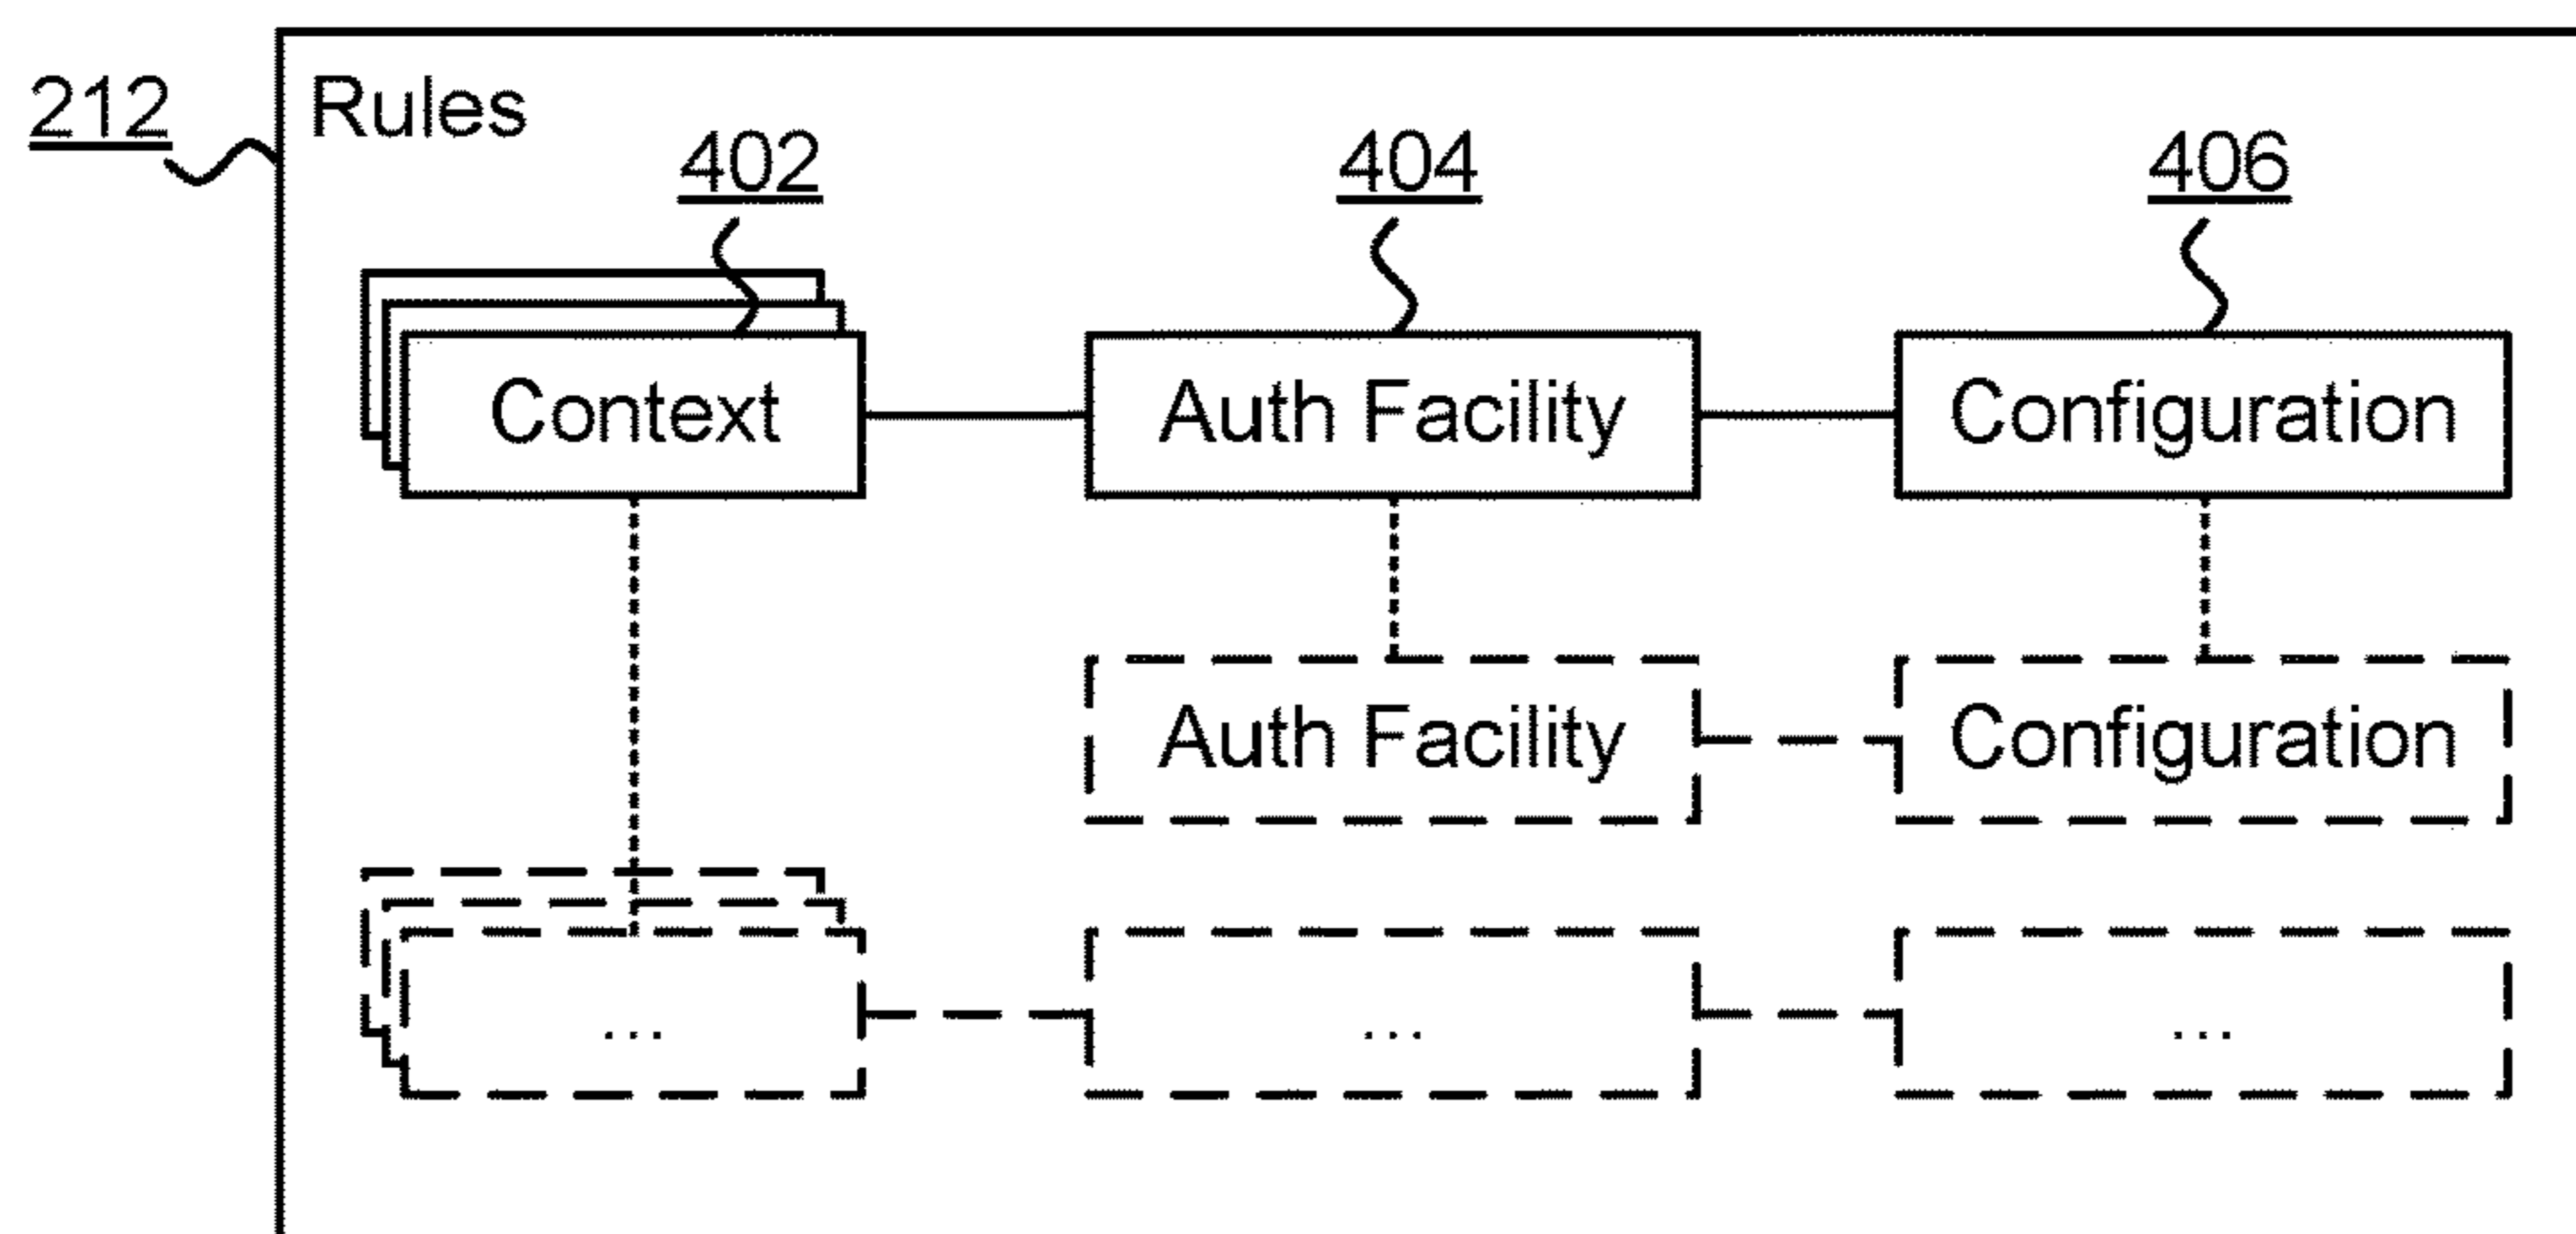 212
Rules
402
404
406
Context
Auth Facility
Configuration
Auth Facility
Configuration
...
...
...